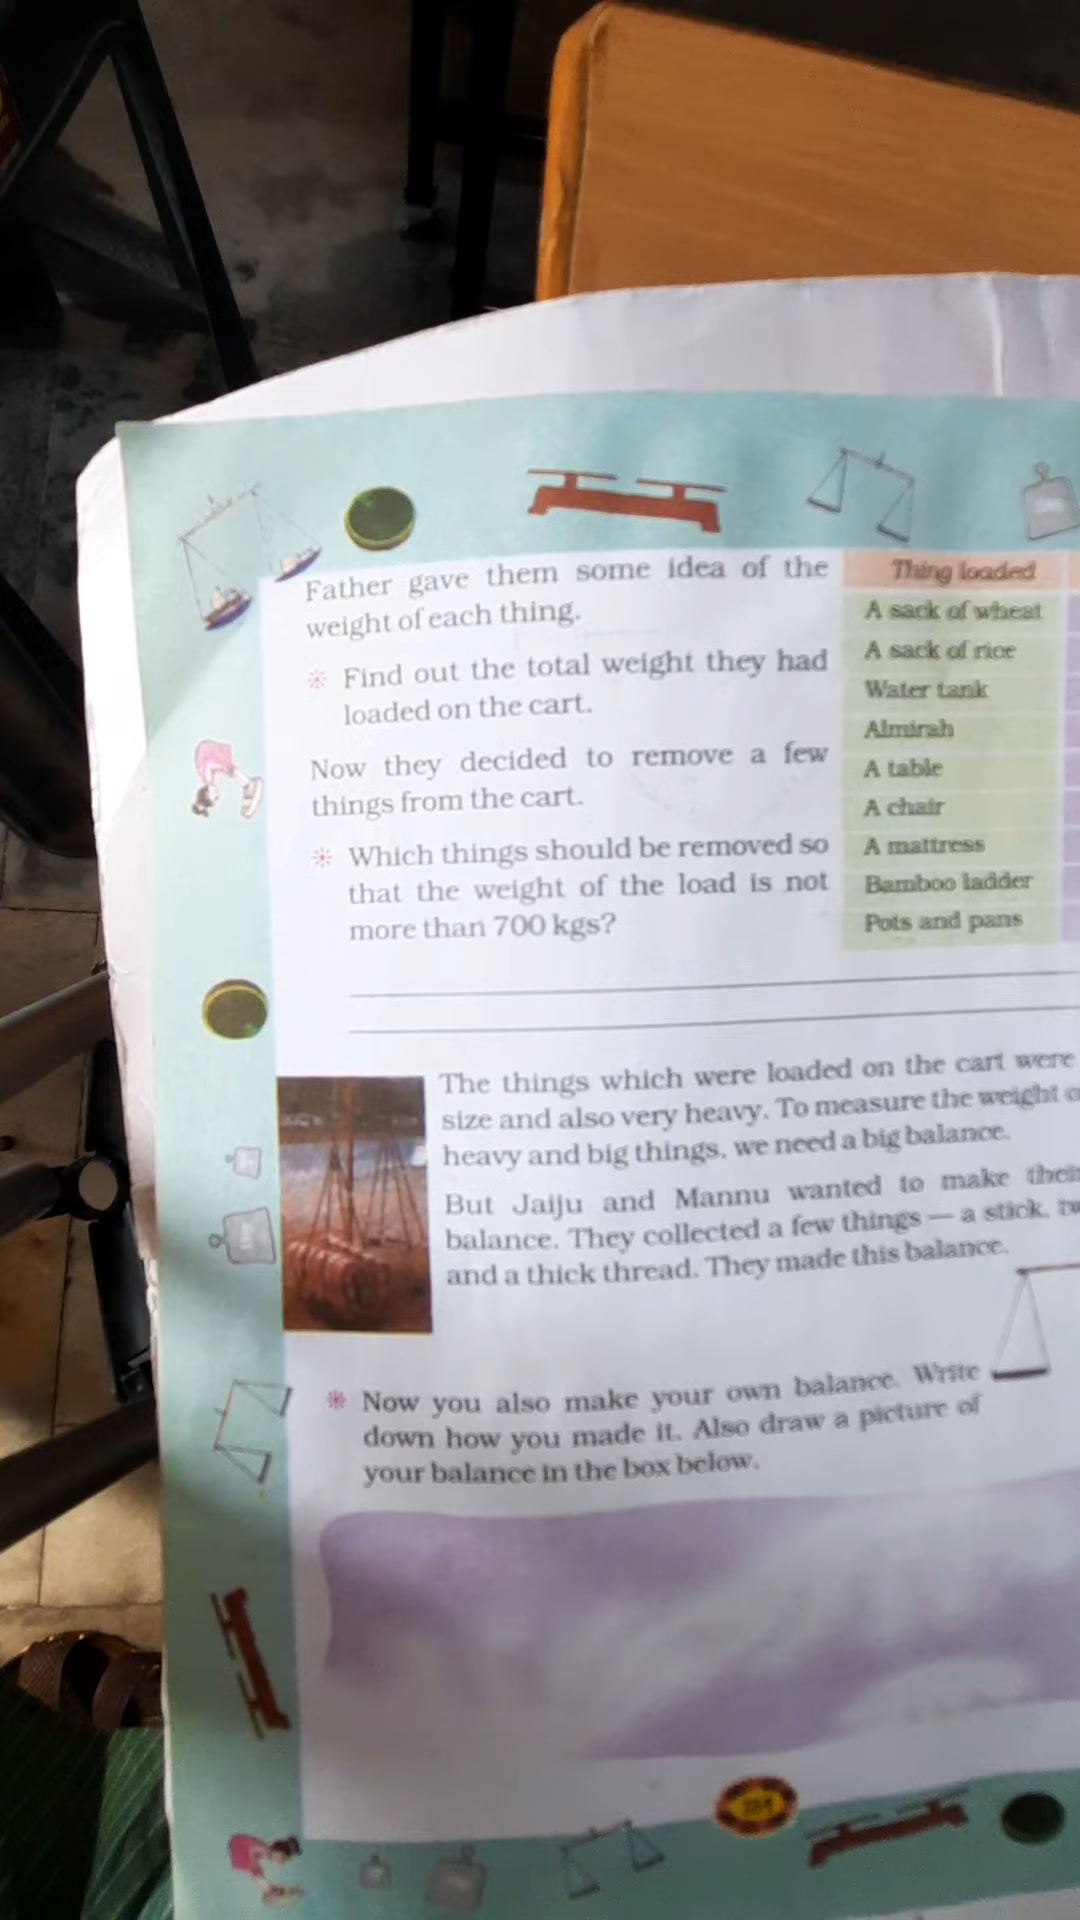 Father gave them some idea of the
weight of each thing.
Find out the total weight they had
loaded on the cart.
Now they decided to remove a few
things from the cart.
Which things should be removed so
that the weight of the load is not
more than 700 kgs?
Thing loaded
A sack of wheat
A sack of rice
Water tank
Almirah
A table
A chair
A mattress
Bamboo ladder
Pots and pans
The things which were loaded on the cart were
size and also very heavy. To measure the weight
heavy and big things, we need a big balance.
But Jaiju and Mannu wanted to make
balance. They collected a few things — a stick,
and a thick thread. They made this balance.
Now you also make your own balance. Write
down how you made it. Also draw a picture of
your balance in the box below.